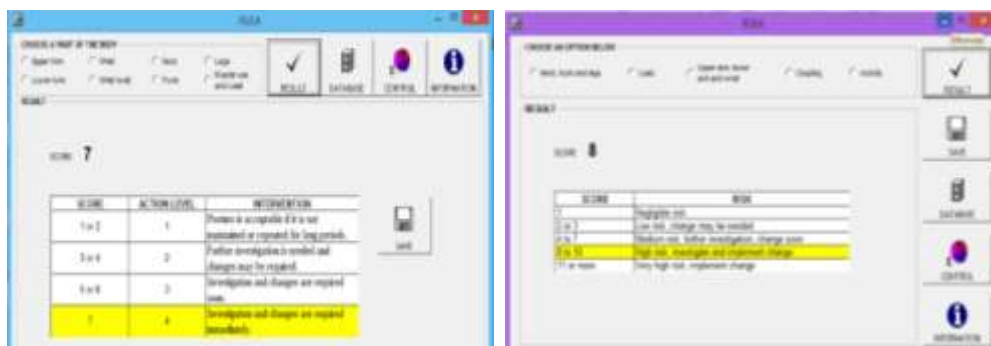 RULA
CHOOSE A PART OF THE BODY
Upper Arm
Wrist
Neck
Legs
Lower Arm
Wrist twist
Trunk
Muscle use
and Load
RESULT
DATABASE
CONTROL
INFORMATION
RESULT
SCORE 7
SCORE ACTION LEVEL INTERVENTION
1 or 2 1 Posture is acceptable if it is not
maintained or repeated for long periods.
3 or 4 2 Further investigation is needed and
changes may be required.
5 or 6 3 Investigation and changes are required
soon.
7 4 Investigation and changes are required
immediately.
SAVE
REBA
CHOOSE AN OPTION BELOW
Neck, trunk and legs
Load
Upper arm, lower
arm and wrist
Coupling
Activity
RESULT
RESULT
SCORE 8
SAVE
SCORE RISK
1 Negligible risk
2 or 3 Low risk, change may be needed
4 to 7 Medium risk, further investigation, change soon
8 to 10 High risk, investigate and implement change
11 or more Very high risk, implement change
DATABASE
CONTROL
INFORMATION